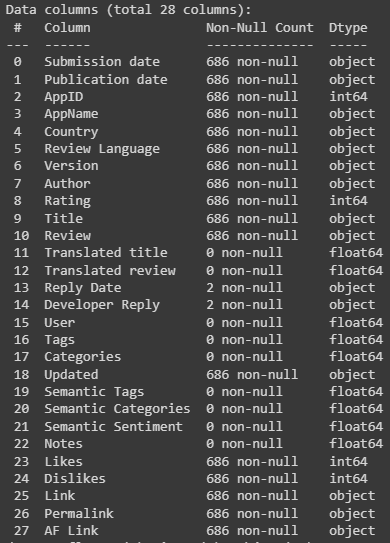 Data columns (total 28 columns):
 #   Column               Non-Null Count  Dtype
---  ------               --------------  -----
 0   Submission date      686 non-null    object
 1   Publication date     686 non-null    object
 2   AppID                686 non-null    int64
 3   AppName              686 non-null    object
 4   Country              686 non-null    object
 5   Review Language      686 non-null    object
 6   Version              686 non-null    object
 7   Author               686 non-null    object
 8   Rating               686 non-null    int64
 9   Title                686 non-null    object
 10  Review               686 non-null    object
 11  Translated title     0 non-null      float64
 12  Translated review    0 non-null      float64
 13  Reply Date           2 non-null      object
 14  Developer Reply      2 non-null      object
 15  User                 0 non-null      float64
 16  Tags                 0 non-null      float64
 17  Categories           0 non-null      float64
 18  Updated              686 non-null    object
 19  Semantic Tags        0 non-null      float64
 20  Semantic Categories  0 non-null      float64
 21  Semantic Sentiment   0 non-null      float64
 22  Notes                0 non-null      float64
 23  Likes                686 non-null    int64
 24  Dislikes             686 non-null    int64
 25  Link                 686 non-null    object
 26  Permalink            686 non-null    object
 27  AF Link              686 non-null    object